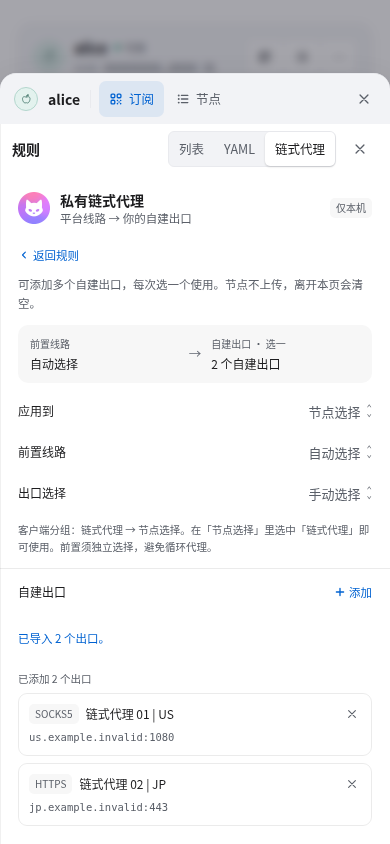 alice
订阅
节点
规则
列表
YAML
链式代理
私有链式代理
平台线路 → 你的自建出口
仅本机
返回规则
可添加多个自建出口，每次选一个使用。节点不上传，离开本页会清
空。
前置线路
自动选择
→
自建出口 · 选一
2 个自建出口
应用到
节点选择
前置线路
自动选择
出口选择
手动选择
客户端分组：链式代理 → 节点选择。在「节点选择」里选中「链式代理」即
可使用。前置须独立选择，避免循环代理。
自建出口
+ 添加
已导入 2 个出口。
已添加 2 个出口
SOCKS5 链式代理 01 | US
us.example.invalid:1080
HTTPS 链式代理 02 | JP
jp.example.invalid:443